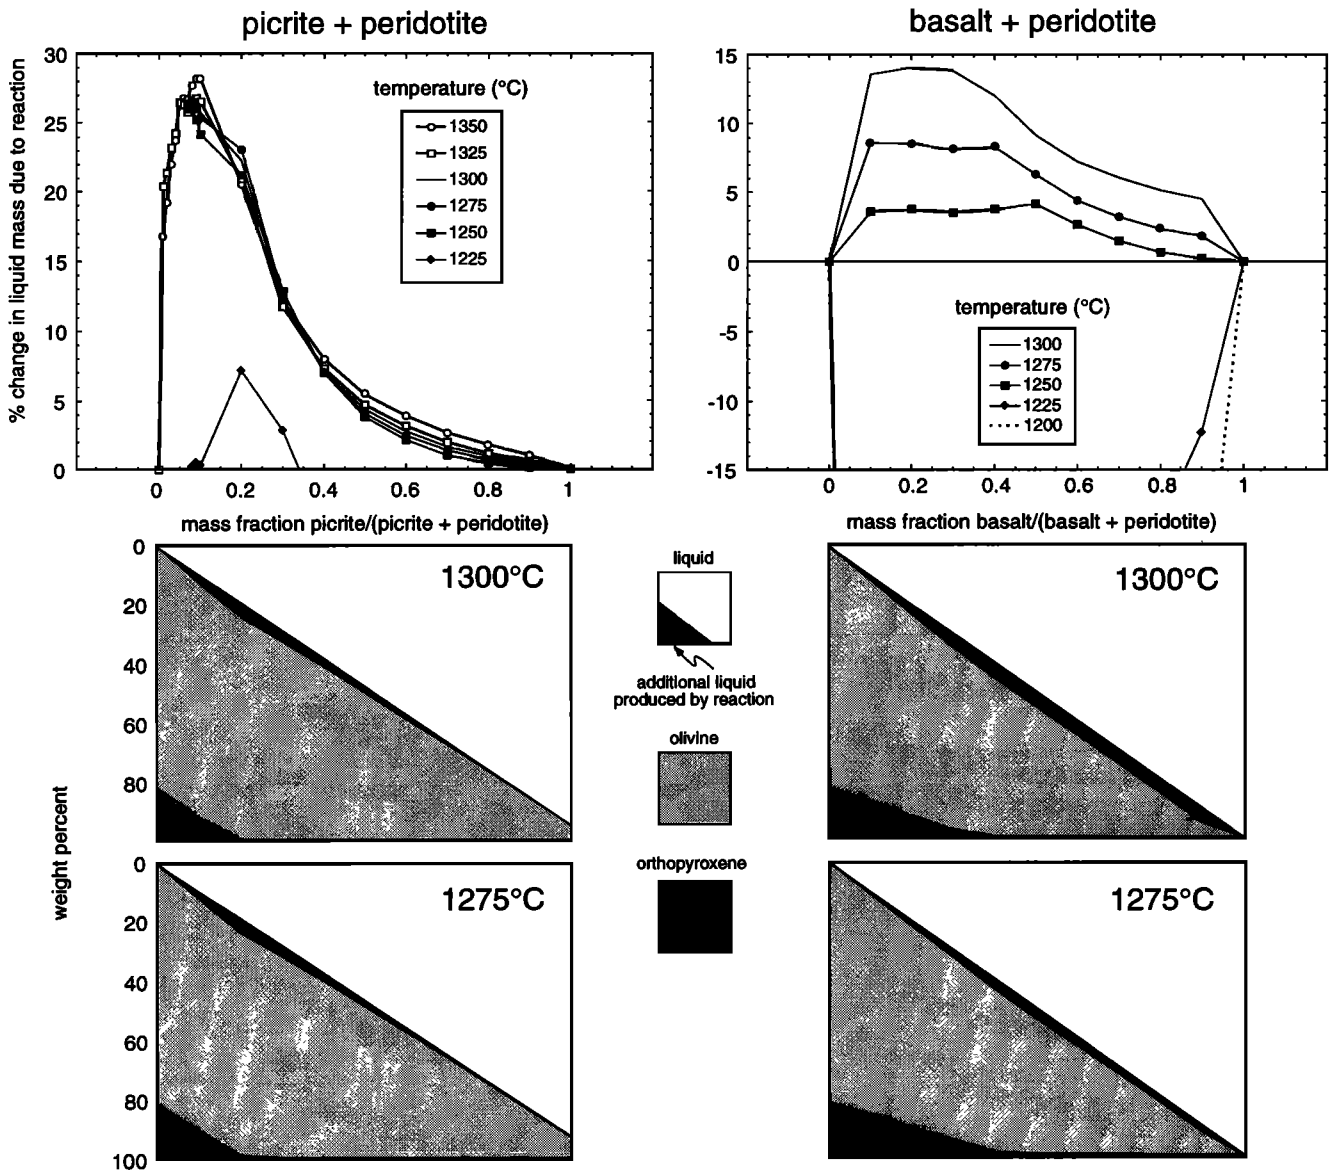 picrite + peridotite
basalt + peridotite
% change in liquid mass due to reaction
30
25
20
15
10
5
0
temperature (°C)
1350
1325
1300
1275
1250
1225
0
0.2
0.4
0.6
0.8
1
mass fraction picrite/(picrite + peridotite)
15
10
5
0
-5
-10
-15
temperature (°C)
1300
1275
1250
1225
1200
0
0.2
0.4
0.6
0.8
1
mass fraction basalt/(basalt + peridotite)
weight percent
0
20
40
60
80
1300°C
liquid
additional liquid
produced by reaction
olivine
orthopyroxene
1300°C
0
20
40
60
80
100
1275°C
1275°C